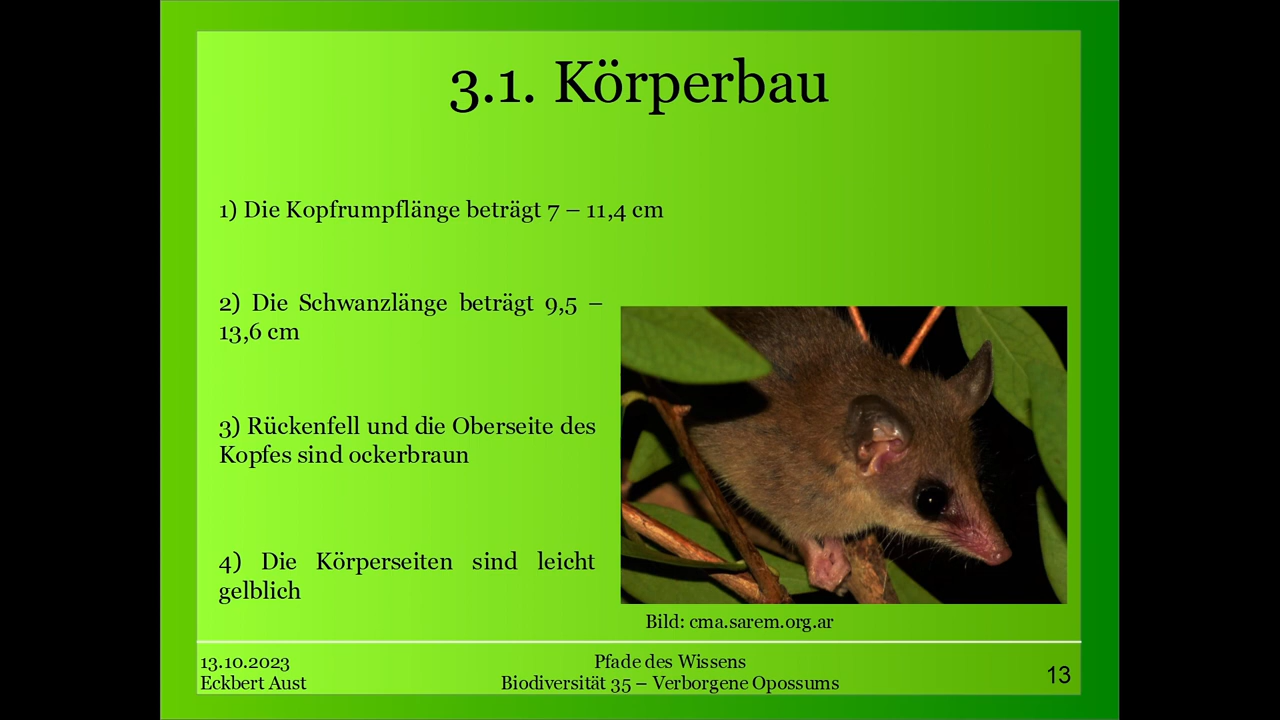 3.1. Körperbau
1) Die Kopfrumpflänge beträgt 7 – 11,4 cm
2) Die Schwanzlänge beträgt 9,5 –
13,6 cm
3) Rückenfell und die Oberseite des
Kopfes sind ockerbraun
4) Die Körperseiten sind leicht
gelblich
Bild: cma.sarem.org.ar
13.10.2023
Eckbert Aust
Pfade des Wissens
Biodiversität 35 – Verborgene Opossums
13